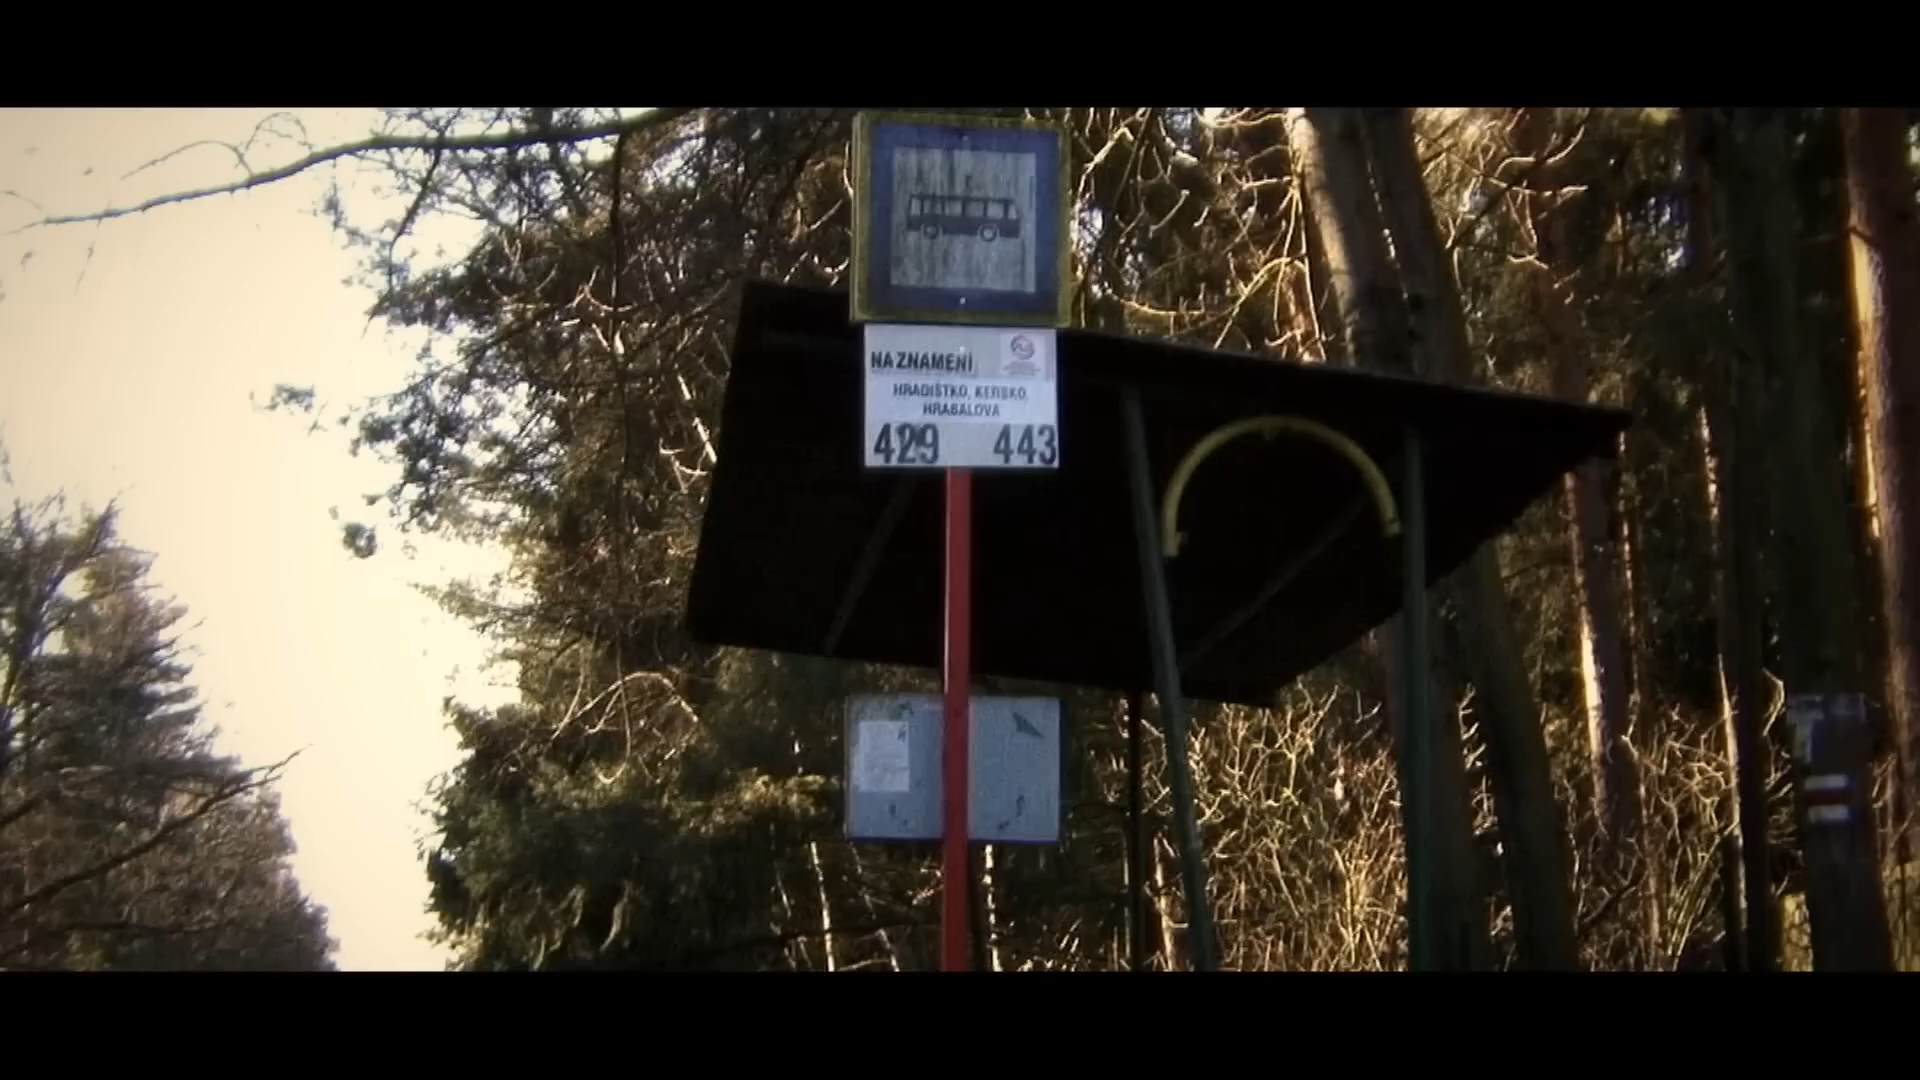 NA ZNAMENÍ
HRADIŠTKO, KERSKO,
HRABALOVA
429 443